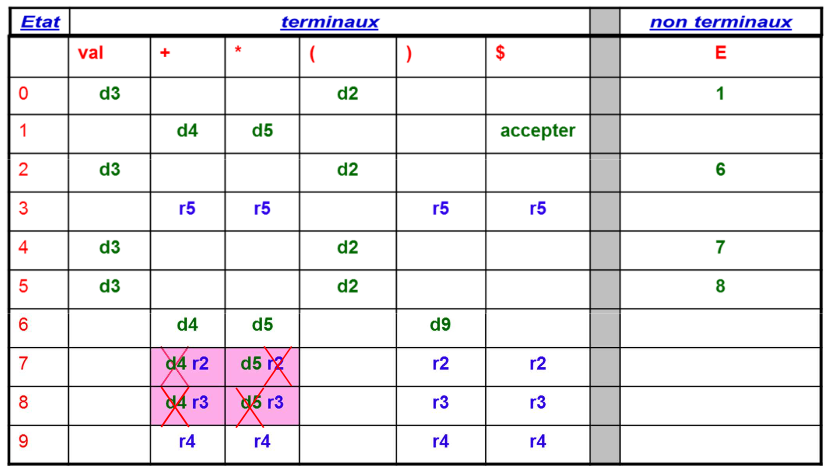 Etat terminaux non terminaux
val + * ( ) $ E
0 d3 d2 1
1 d4 d5 accepter
2 d3 d2 6
3 r5 r5 r5 r5
4 d3 d2 7
5 d3 d2 8
6 d4 d5 d9
7 d4 r2 d5 r2 r2 r2
8 d4 r3 d5 r3 r3 r3
9 r4 r4 r4 r4